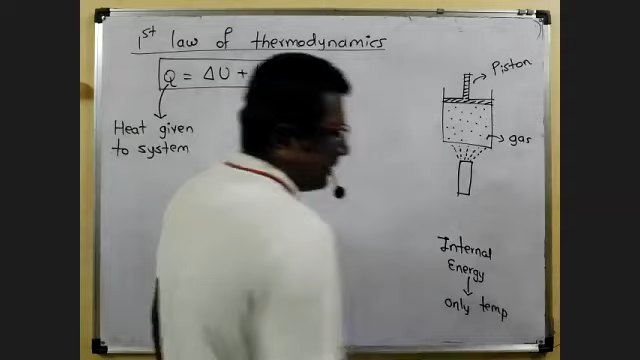 1st law of thermodynamics
Q = ΔU +
Heat given
to system
Piston
gas
Internal
Energy
only temp